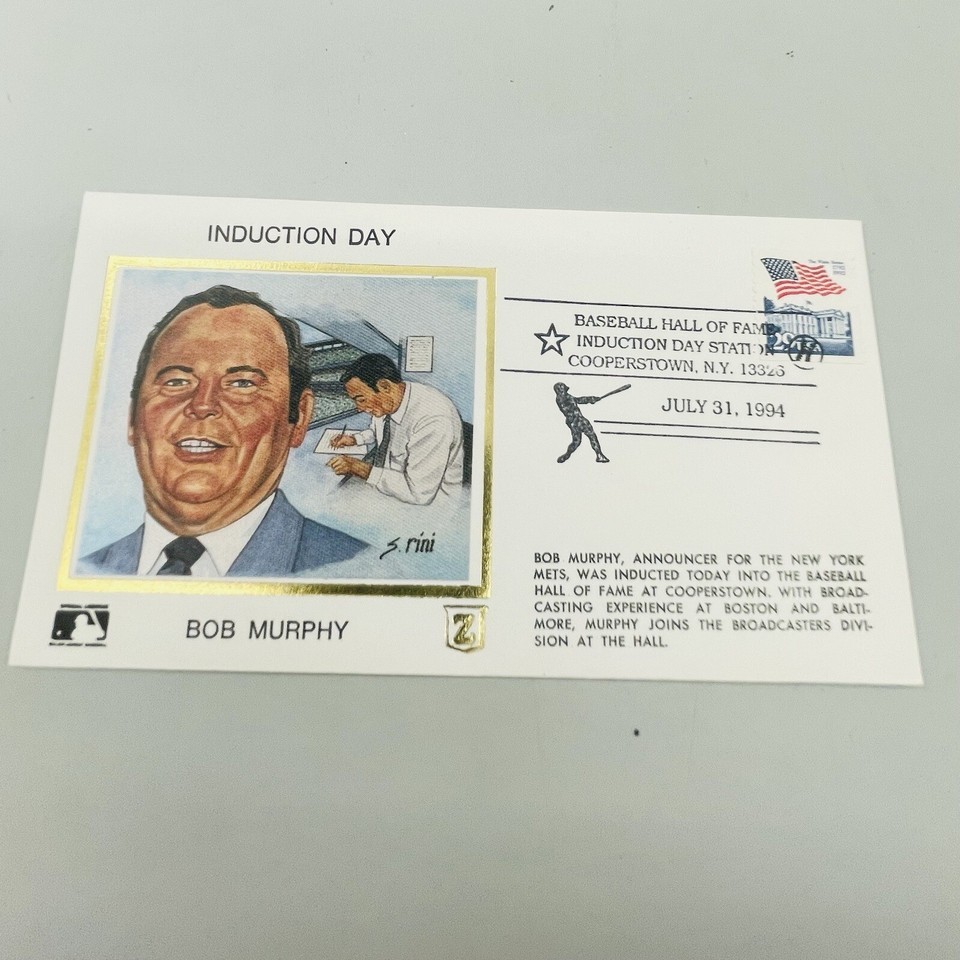 INDUCTION DAY
BASEBALL HALL OF FAME
INDUCTION DAY STATION
COOPERSTOWN, N.Y. 13326
JULY 31, 1994
s. rini
BOB MURPHY
Z
BOB MURPHY, ANNOUNCER FOR THE NEW YORK
METS, WAS INDUCTED TODAY INTO THE BASEBALL
HALL OF FAME AT COOPERSTOWN. WITH BROAD-
CASTING EXPERIENCE AT BOSTON AND BALTI-
MORE, MURPHY JOINS THE BROADCASTERS DIVI-
SION AT THE HALL.